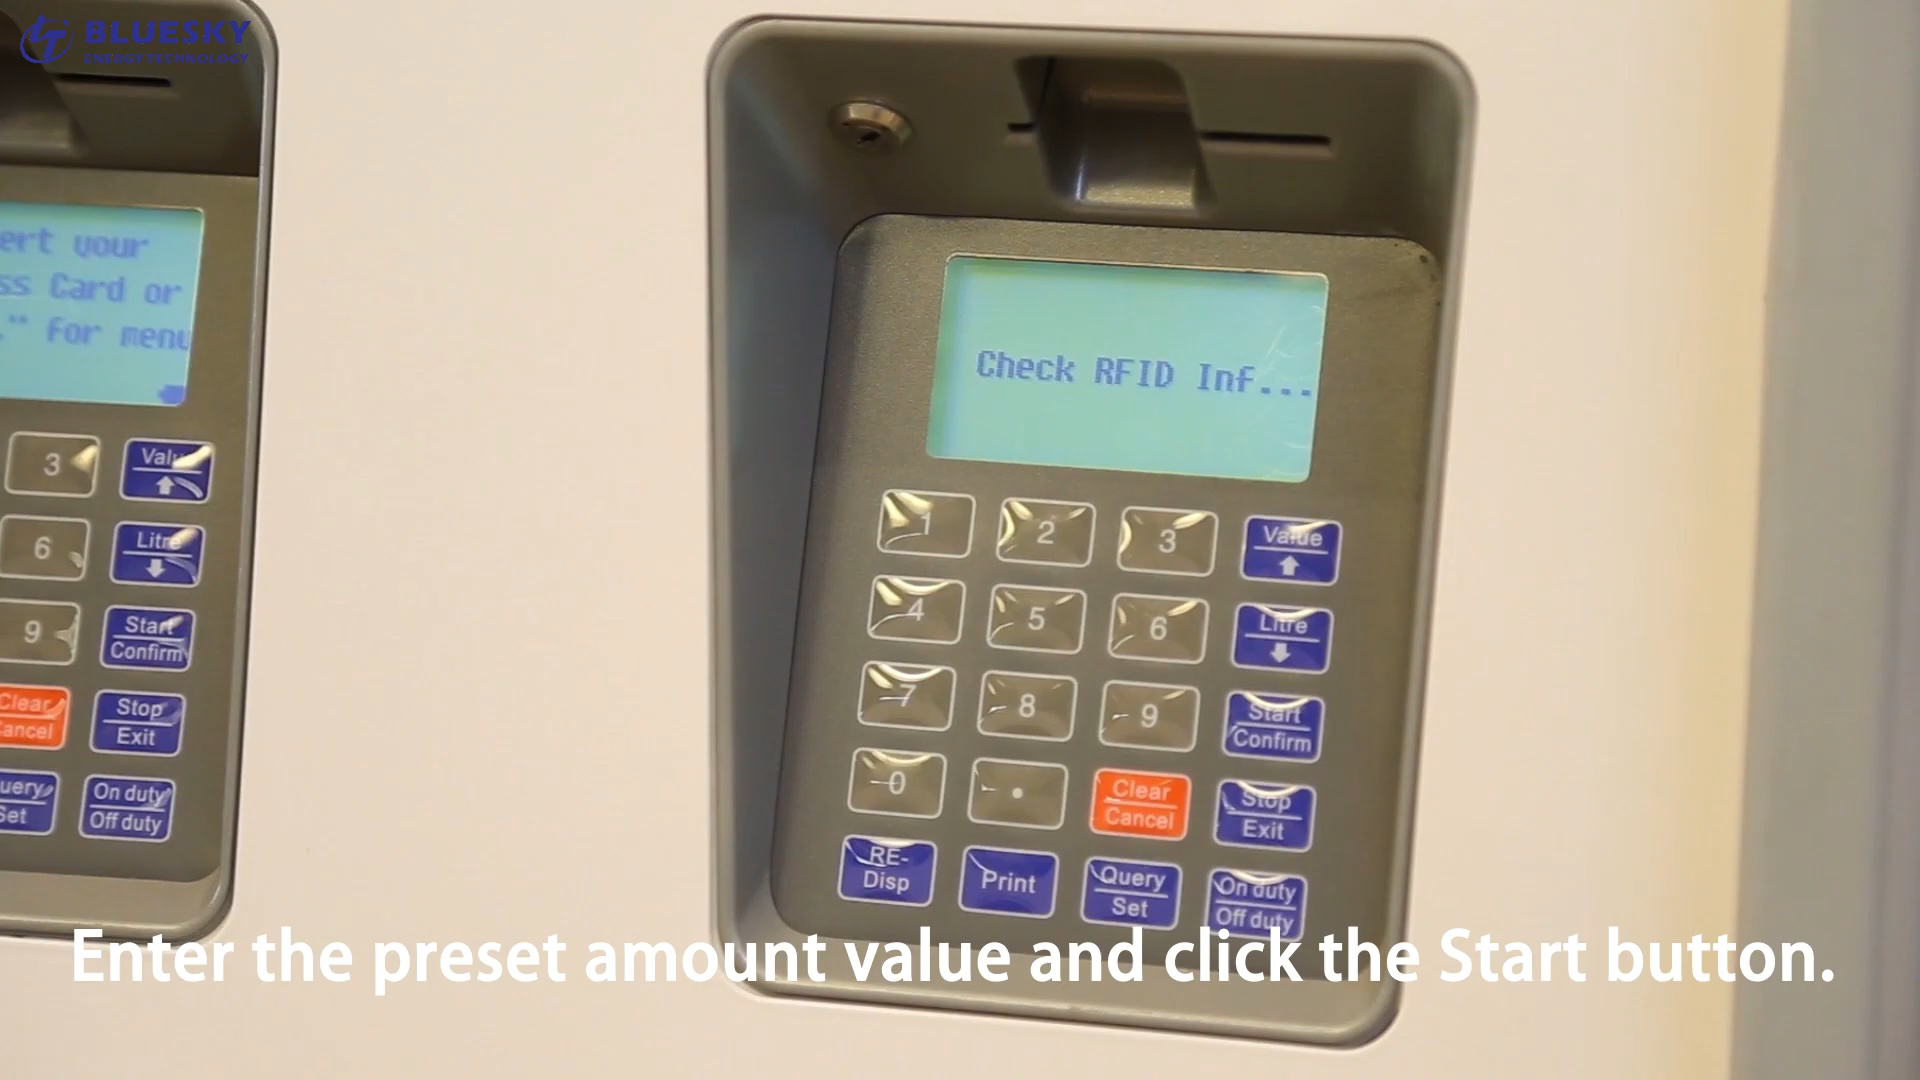 BLUESKY
ENERGY TECHNOLOGY
your
Card or
for menu
3
Value
6
Litre
9
Start
Confirm
Clear
Cancel
Stop
Exit
Set
On duty
Off duty
Check RFID Inf...
1
2
3
Value
4
5
6
Litre
7
8
9
Start
Confirm
0
.
Clear
Cancel
Stop
Exit
RE-
Disp
Print
Query
Set
On duty
Off duty
Enter the preset amount value and click the Start button.